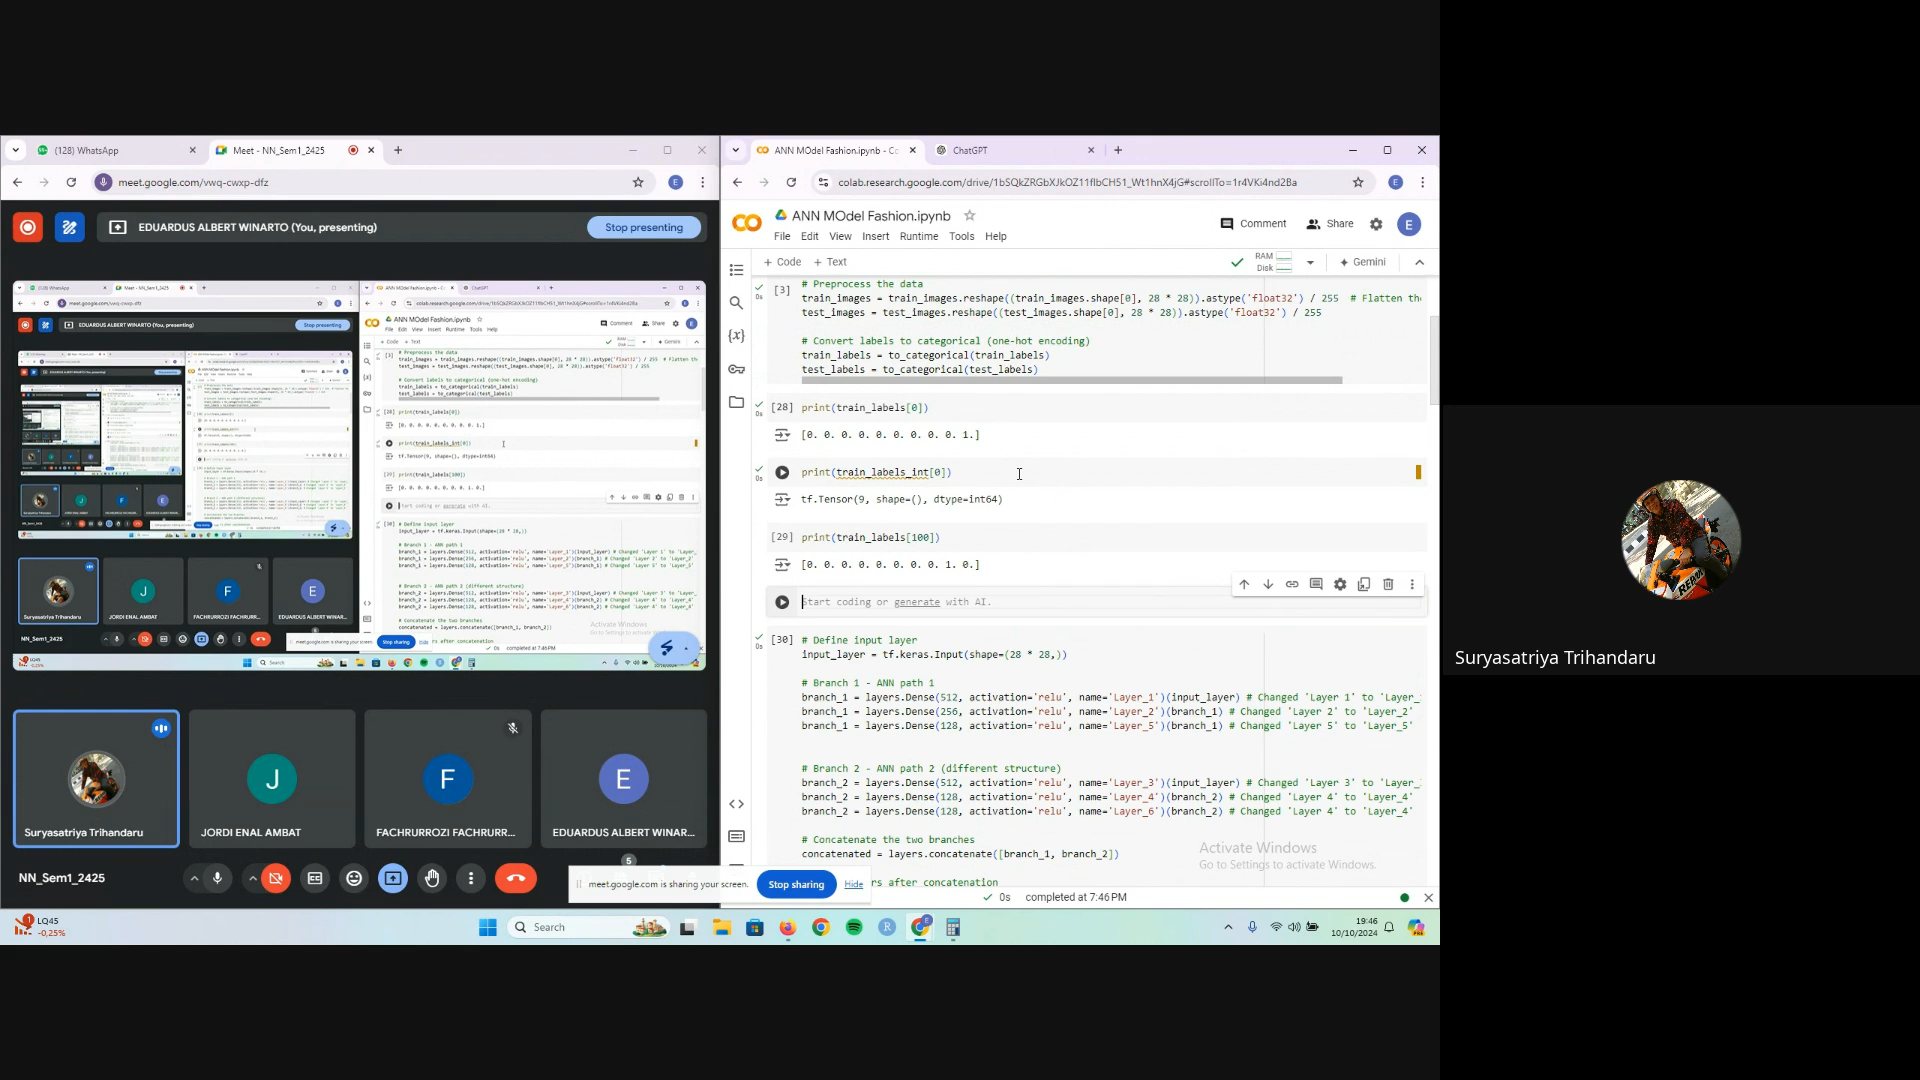 (128) WhatsApp
Meet - NN_Sem1_2425
meet.google.com/vwq-cwxp-dfz
E
EDUARDUS ALBERT WINARTO (You, presenting)
Stop presenting
Suryasatriya Trihandaru
J
JORDI ENAL AMBAT
F
FACHRURROZI FACHRURR...
E
EDUARDUS ALBERT WINAR...
NN_Sem1_2425
5
meet.google.com is sharing your screen.
Stop sharing
Hide
ANN MOdel Fashion.ipynb - Co
ChatGPT
colab.research.google.com/drive/1bSQkZRGbXJkOZ11flbCH51_Wt1hnX4jG#scrollTo=1r4VKi4nd2Ba
E
ANN MOdel Fashion.ipynb
File Edit View Insert Runtime Tools Help
Comment
Share
E
+ Code + Text
RAM
Disk
Gemini
[3]
0s
# Preprocess the data
train_images = train_images.reshape((train_images.shape[0], 28 * 28)).astype('float32') / 255  # Flatten the
test_images = test_images.reshape((test_images.shape[0], 28 * 28)).astype('float32') / 255
# Convert labels to categorical (one-hot encoding)
train_labels = to_categorical(train_labels)
test_labels = to_categorical(test_labels)
[28] print(train_labels[0])
0s
[0. 0. 0. 0. 0. 0. 0. 0. 0. 1.]
print(train_labels_int[0])
0s
tf.Tensor(9, shape=(), dtype=int64)
[29] print(train_labels[100])
[0. 0. 0. 0. 0. 0. 0. 0. 1. 0.]
Start coding or generate with AI.
[30] # Define input layer
0s
input_layer = tf.keras.Input(shape=(28 * 28,))
# Branch 1 - ANN path 1
branch_1 = layers.Dense(512, activation='relu', name='Layer_1')(input_layer) # Changed 'Layer 1' to 'Layer_
branch_1 = layers.Dense(256, activation='relu', name='Layer_2')(branch_1) # Changed 'Layer 2' to 'Layer_2'
branch_1 = layers.Dense(128, activation='relu', name='Layer_5')(branch_1) # Changed 'Layer 5' to 'Layer_5'
# Branch 2 - ANN path 2 (different structure)
branch_2 = layers.Dense(512, activation='relu', name='Layer_3')(input_layer) # Changed 'Layer 3' to 'Layer_
branch_2 = layers.Dense(128, activation='relu', name='Layer_4')(branch_2) # Changed 'Layer 4' to 'Layer_4'
branch_2 = layers.Dense(128, activation='relu', name='Layer_6')(branch_2) # Changed 'Layer 4' to 'Layer_4'
# Concatenate the two branches
concatenated = layers.concatenate([branch_1, branch_2])
rs after concatenation
Activate Windows
Go to Settings to activate Windows.
0s completed at 7:46 PM
LQ45
-0,25%
Search
19:46
10/10/2024
Suryasatriya Trihandaru